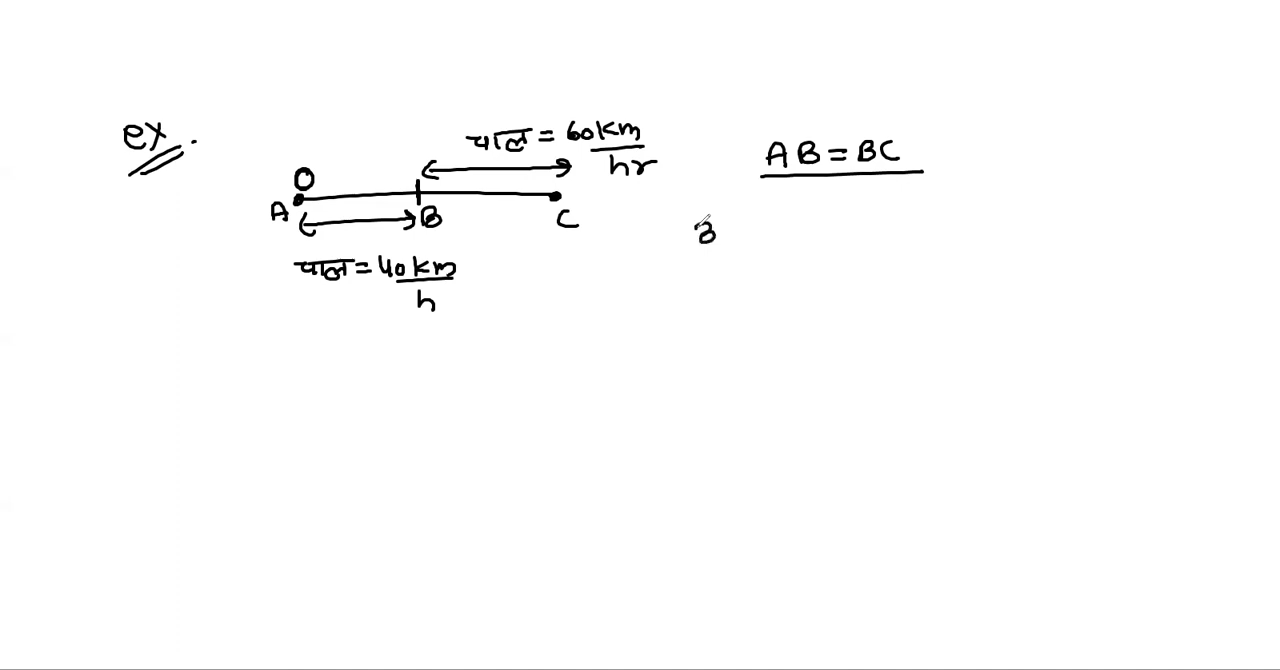 ex.
चाल = 60 km/hr
AB = BC
O
A B C
चाल = 40 km/h